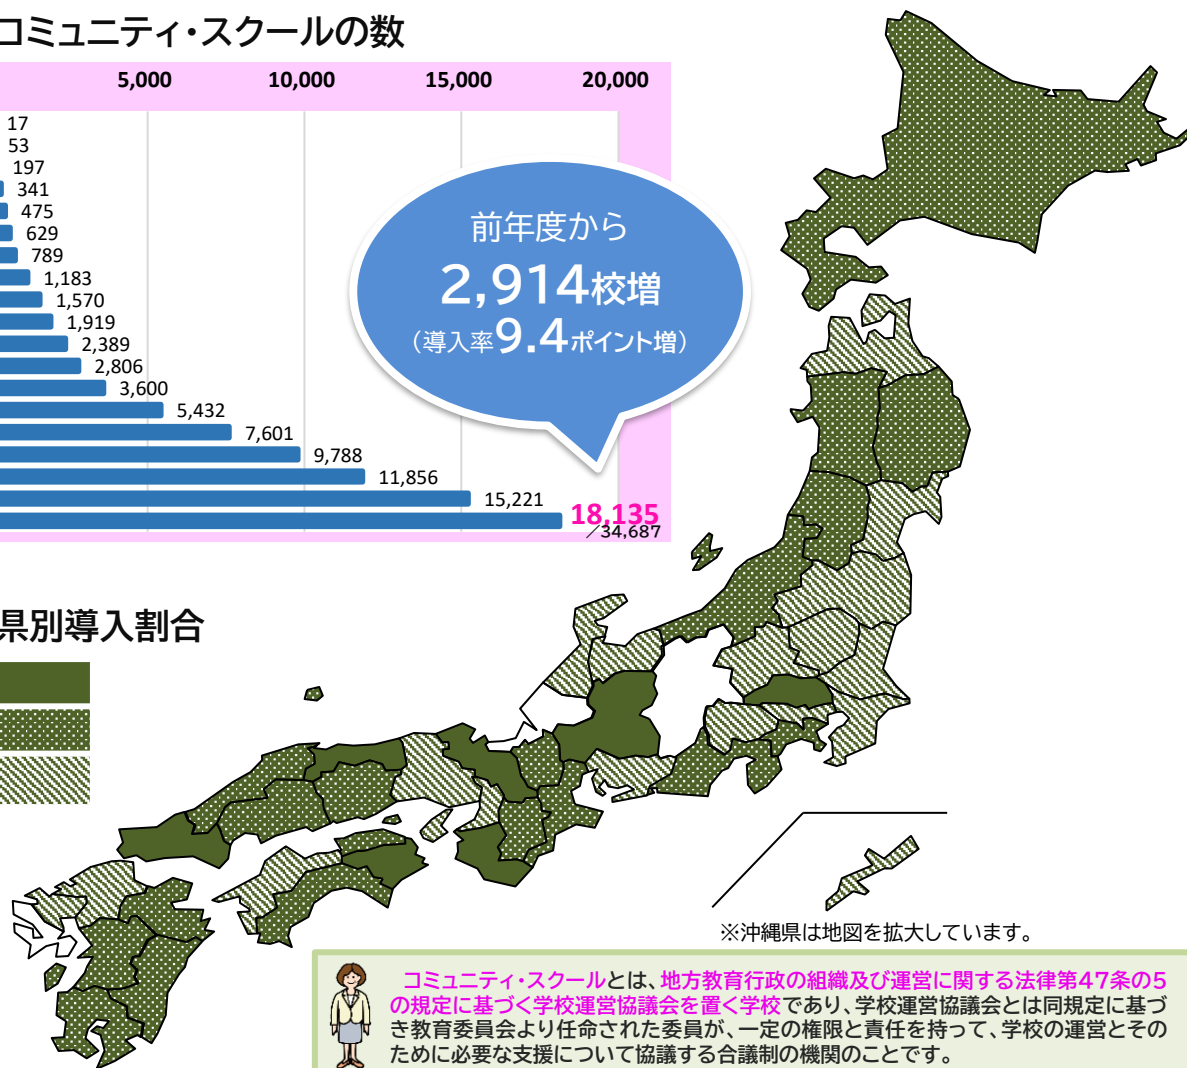 コミュニティ・スクールの数
5,000 10,000 15,000 20,000
17
53
197
341
475
629
789
1,183
1,570
1,919
2,389
2,806
3,600
5,432
7,601
9,788
11,856
15,221
18,135
／34,687
前年度から
2,914校増
（導入率9.4ポイント増）
県別導入割合
※沖縄県は地図を拡大しています。
コミュニティ・スクールとは、地方教育行政の組織及び運営に関する法律第47条の5
の規定に基づく学校運営協議会を置く学校であり、学校運営協議会とは同規定に基づ
き教育委員会より任命された委員が、一定の権限と責任を持って、学校の運営とその
ために必要な支援について協議する合議制の機関のことです。